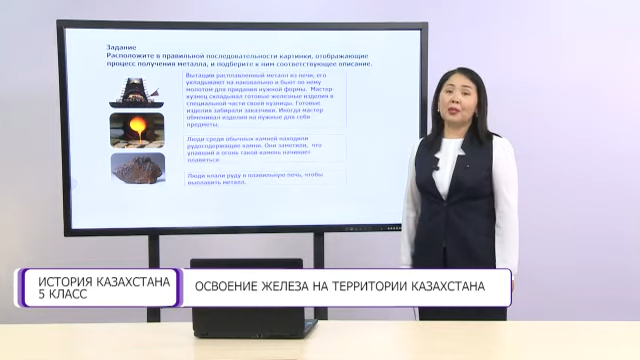 Задание
Расположите в правильной последовательности картинки, отображающие
процесс получения металла, и подберите к ним соответствующее описание.
Вытащив расплавленный металл из печи, его
укладывают на наковальню и бьют по нему
молотом для придания нужной формы. Мастер-
кузнец складывал готовые железные изделия в
специальной части своей кузницы. Готовые
изделия забирали заказчики. Иногда мастер
обменивал изделия на нужные для себя
предметы.
Люди среди обычных камней находили
рудосодержащие камни. Они заметили, что
упавший в огонь такой камень начинает
плавиться
Люди клали руду в плавильную печь, чтобы
выплавить металл.
ИСТОРИЯ КАЗАХСТАНА
5 КЛАСС
ОСВОЕНИЕ ЖЕЛЕЗА НА ТЕРРИТОРИИ КАЗАХСТАНА